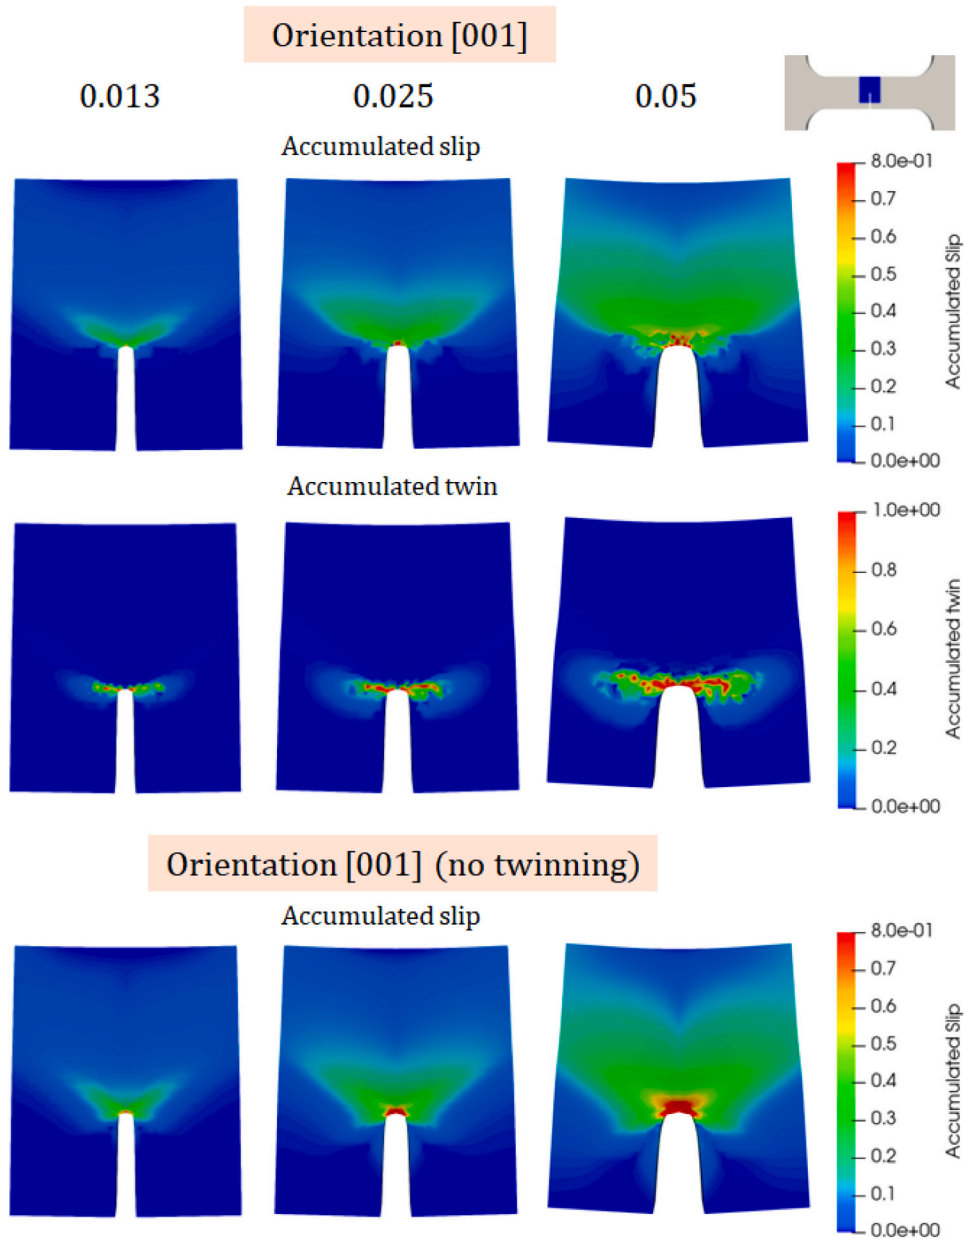 Orientation [001]
0.013
0.025
0.05
Accumulated slip
8.0e-01
0.7
0.6
0.5
0.4
0.3
0.2
0.1
0.0e+00
Accumulated Slip
Accumulated twin
1.0e+00
0.8
0.6
0.4
0.2
0.0e+00
Accumulated twin
Orientation [001] (no twinning)
Accumulated slip
8.0e-01
0.7
0.6
0.5
0.4
0.3
0.2
0.1
0.0e+00
Accumulated Slip